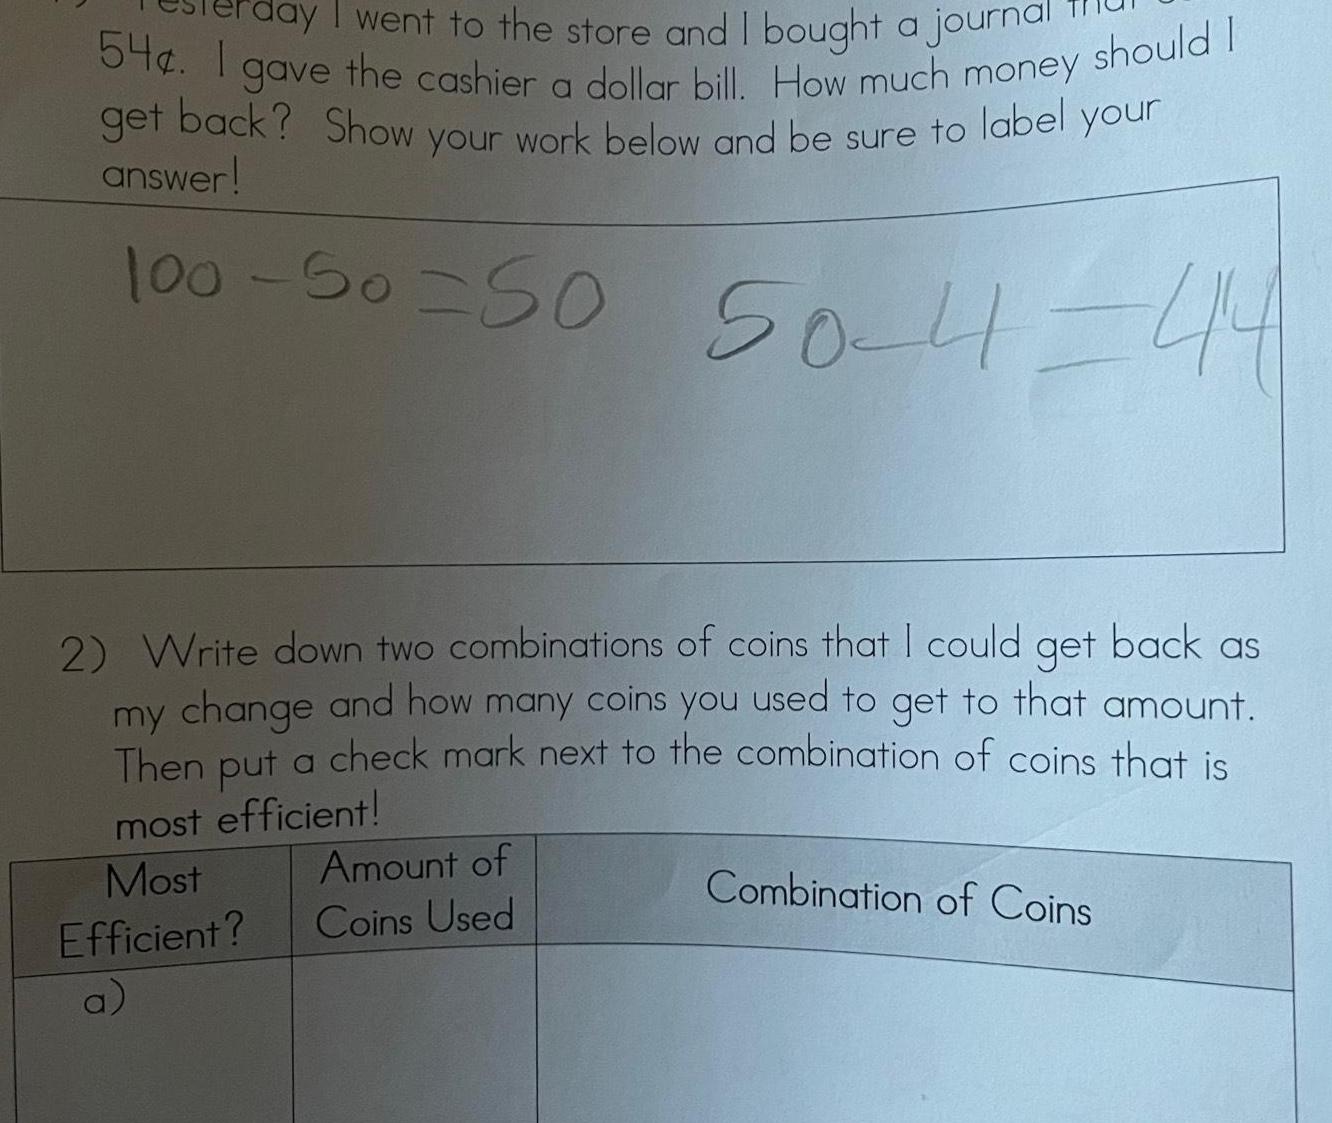 Yesterday I went to the store and I bought a journal
54¢. I gave the cashier a dollar bill. How much money should I
get back? Show your work below and be sure to label your
answer!
100-50=50 50-4=44
2) Write down two combinations of coins that I could get back as
my change and how many coins you used to get to that amount.
Then put a check mark next to the combination of coins that is
most efficient!
Most Efficient?
Amount of Coins Used
Combination of Coins
a)